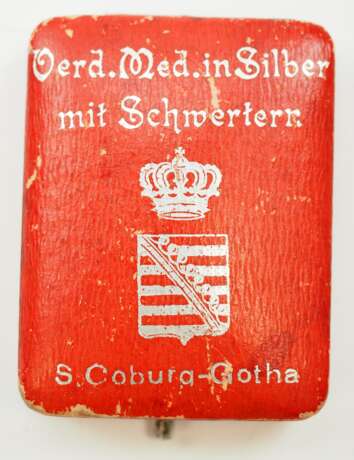 Verd. Med. in Silber
mit Schwertern
S. Coburg-Gotha